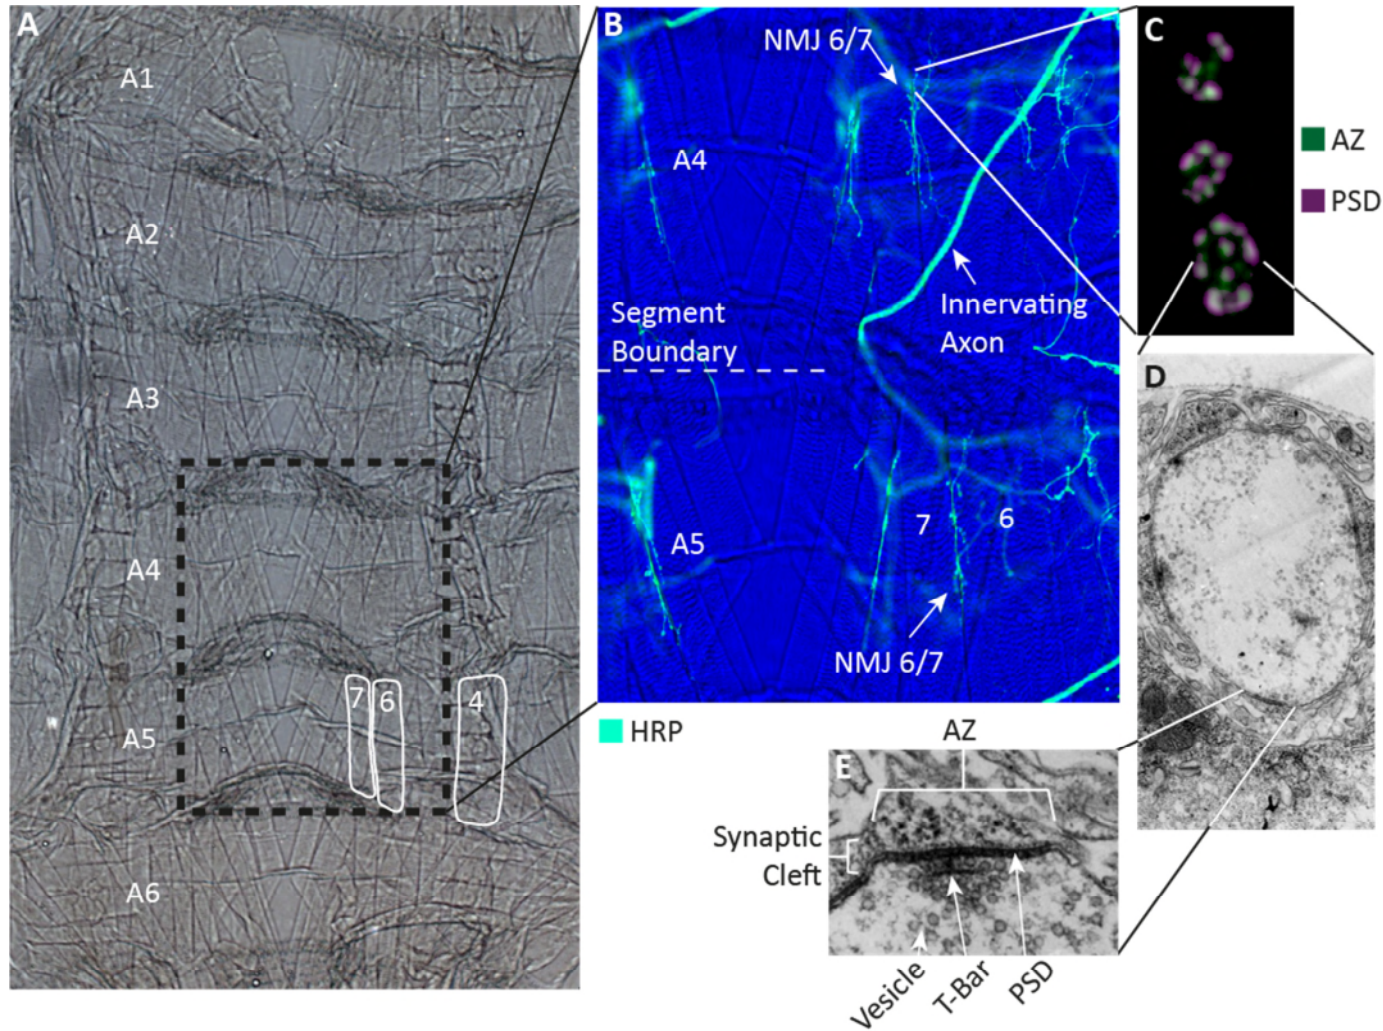 A
A1
A2
A3
A4
A5
7
6
4
A6
B
NMJ 6/7
A4
Innervating
Axon
Segment
Boundary
A5
7
6
NMJ 6/7
HRP
C
AZ
PSD
D
AZ
E
Synaptic
Cleft
Vesicle
T-Bar
PSD